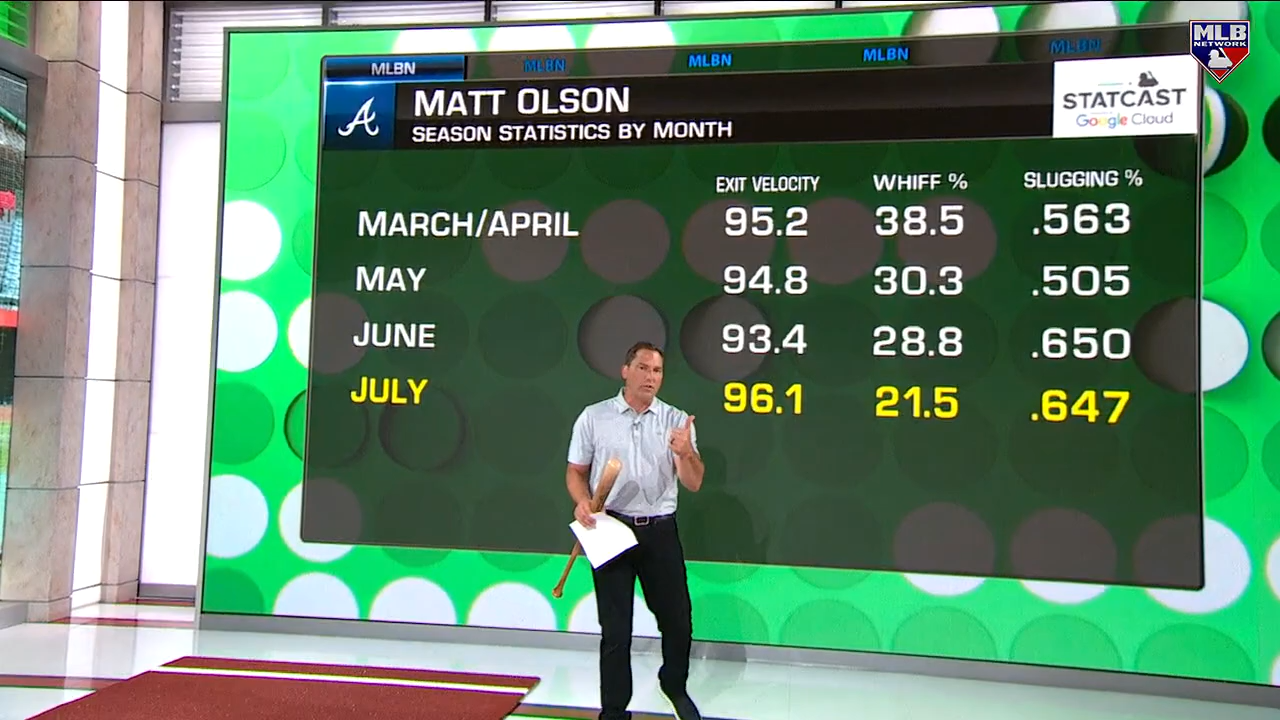 MLB
NETWORK
MLBN MLBN MLBN MLBN MLBN
MATT OLSON
SEASON STATISTICS BY MONTH
STATCAST
Google Cloud
EXIT VELOCITY WHIFF % SLUGGING %
MARCH/APRIL 95.2 38.5 .563
MAY 94.8 30.3 .505
JUNE 93.4 28.8 .650
JULY 96.1 21.5 .647